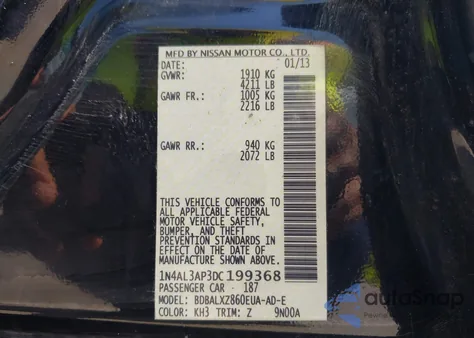 MFD BY NISSAN MOTOR CO., LTD.
DATE: 01/13
GVWR: 1910 KG
4211 LB
GAWR FR.: 1005 KG
2216 LB
GAWR RR.: 940 KG
2072 LB
THIS VEHICLE CONFORMS TO
ALL APPLICABLE FEDERAL
MOTOR VEHICLE SAFETY,
BUMPER, AND THEFT
PREVENTION STANDARDS IN
EFFECT ON THE DATE OF
MANUFACTURE SHOWN ABOVE.
1N4AL3AP3DC199368
PASSENGER CAR - 187
MODEL: BDBALXZ860EUA-AD-E
COLOR: KH3 TRIM: Z 9N00A
autoSnap